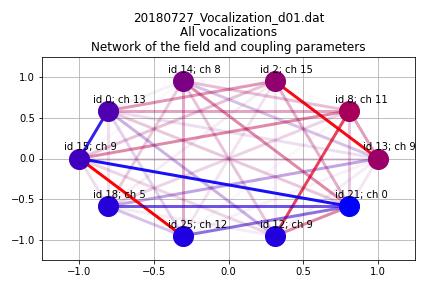 20180727_Vocalization_d01.dat
All vocalizations
Network of the field and coupling parameters
1.0
0.5
0.0
−0.5
−1.0
id 14; ch 8
id 2; ch 15
id 0; ch 13
id 8; ch 11
id 15; ch 9
id 13; ch 9
id 18; ch 5
id 21; ch 0
id 25; ch 12
id 12; ch 9
−1.0 −0.5 0.0 0.5 1.0